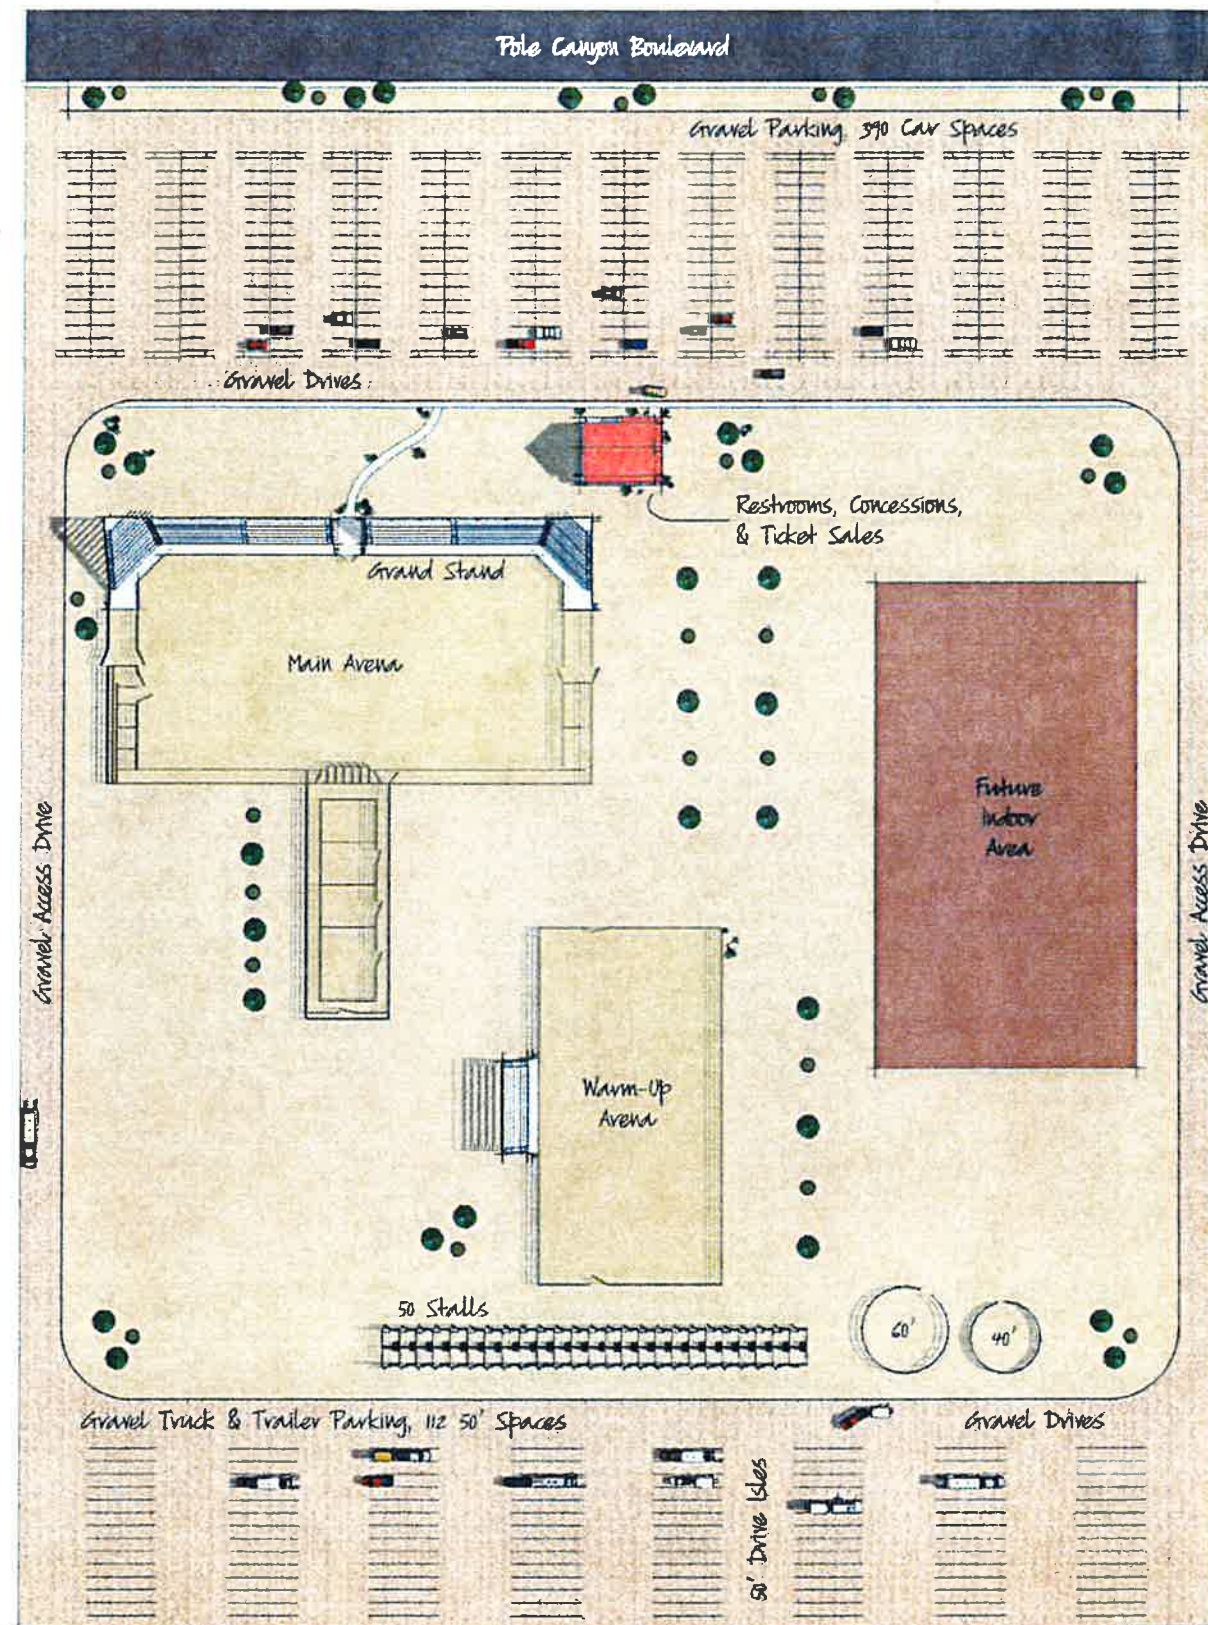 Pole Canyon Boulevard
Gravel Parking, 390 Car Spaces
Gravel Drives
Restrooms, Concessions,
& Ticket Sales
Grand Stand
Main Arena
Future
Indoor
Area
Gravel Access Drive
Gravel Access Drive
Warm-Up
Arena
50 Stalls
60'
40'
Gravel Truck & Trailer Parking, 112 50' Spaces
Gravel Drives
50' Drive Isles